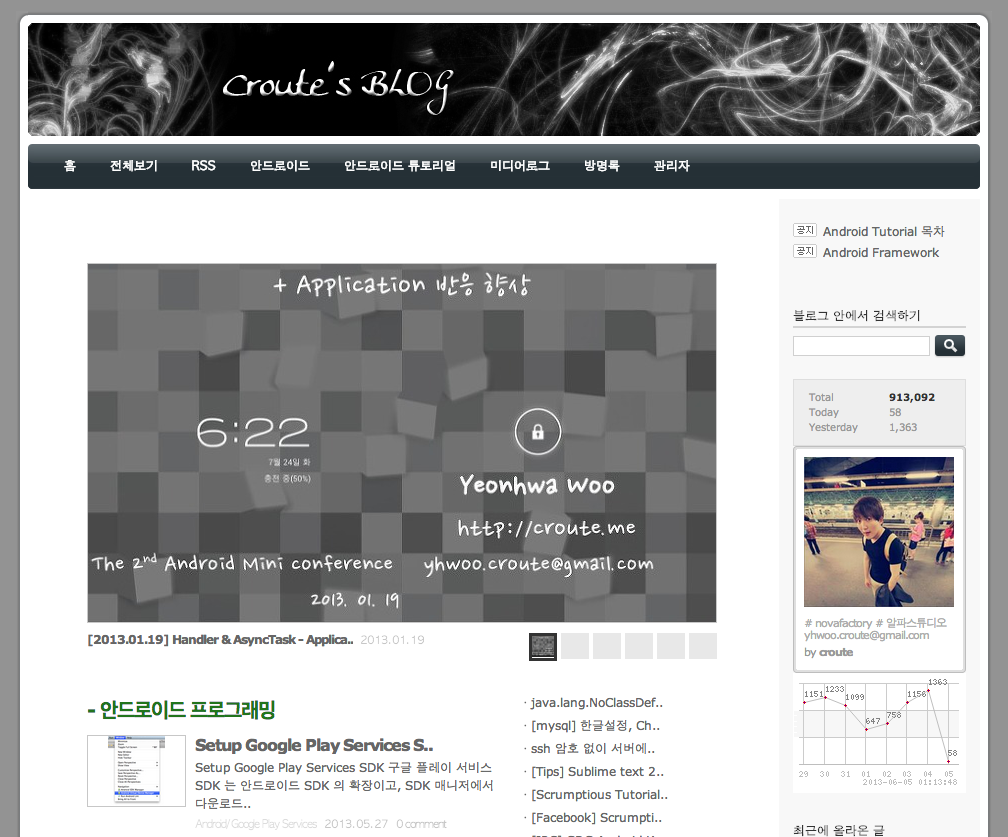 croute's BLOG
홈 전체보기 RSS 안드로이드 안드로이드 튜토리얼 미디어로그 방명록 관리자
+ Application 반응 향상
6:22
7월 24일 화
충전 중(50%)
Yeonhwa Woo
http://croute.me
The 2nd Android Mini conference
yhwoo.croute@gmail.com
2013. 01. 19
[2013.01.19] Handler & AsyncTask - Applica.. 2013.01.19
- 안드로이드 프로그래밍
Setup Google Play Services S..
Setup Google Play Services SDK 구글 플레이 서비스
SDK 는 안드로이드 SDK 의 확장이고, SDK 매니저에서
다운로드..
Android/Google Play Services 2013.05.27 0 comment
· java.lang.NoClassDef..
· [mysql] 한글설정, Ch..
· ssh 암호 없이 서버에..
· [Tips] Sublime text 2..
· [Scrumptious Tutorial..
· [Facebook] Scrumpti..
공지 Android Tutorial 목차
공지 Android Framework
블로그 안에서 검색하기
Total 913,092
Today 58
Yesterday 1,363
# novafactory # 알파스튜디오
yhwoo.croute@gmail.com
by croute
1151 1233 1099 647 758 1156 1363 58
29 30 31 01 02 03 04 05
2013-06-05 01:13:48
최근에 올라온 글